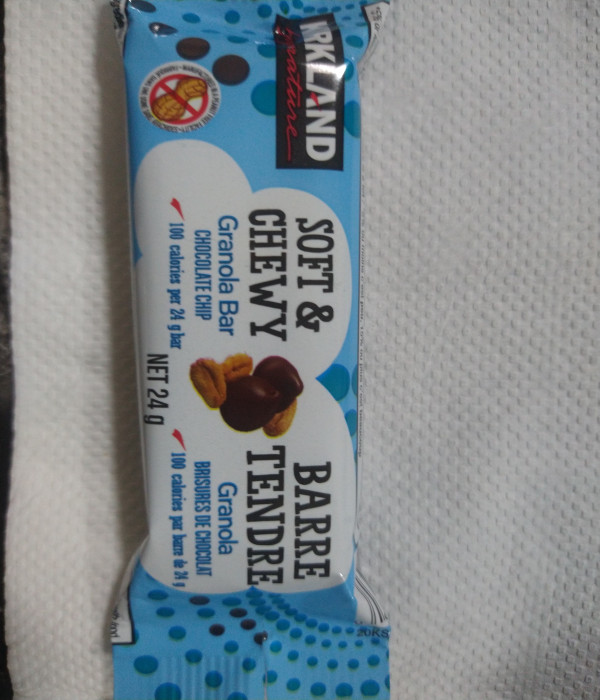 KIRKLAND
Signature
SOFT &
CHEWY
Granola Bar
CHOCOLATE CHIP
100 calories per 24 g bar
NET 24 g
BARRE
TENDRE
Granola
BRISURES DE CHOCOLAT
100 calories par barre de 24 g